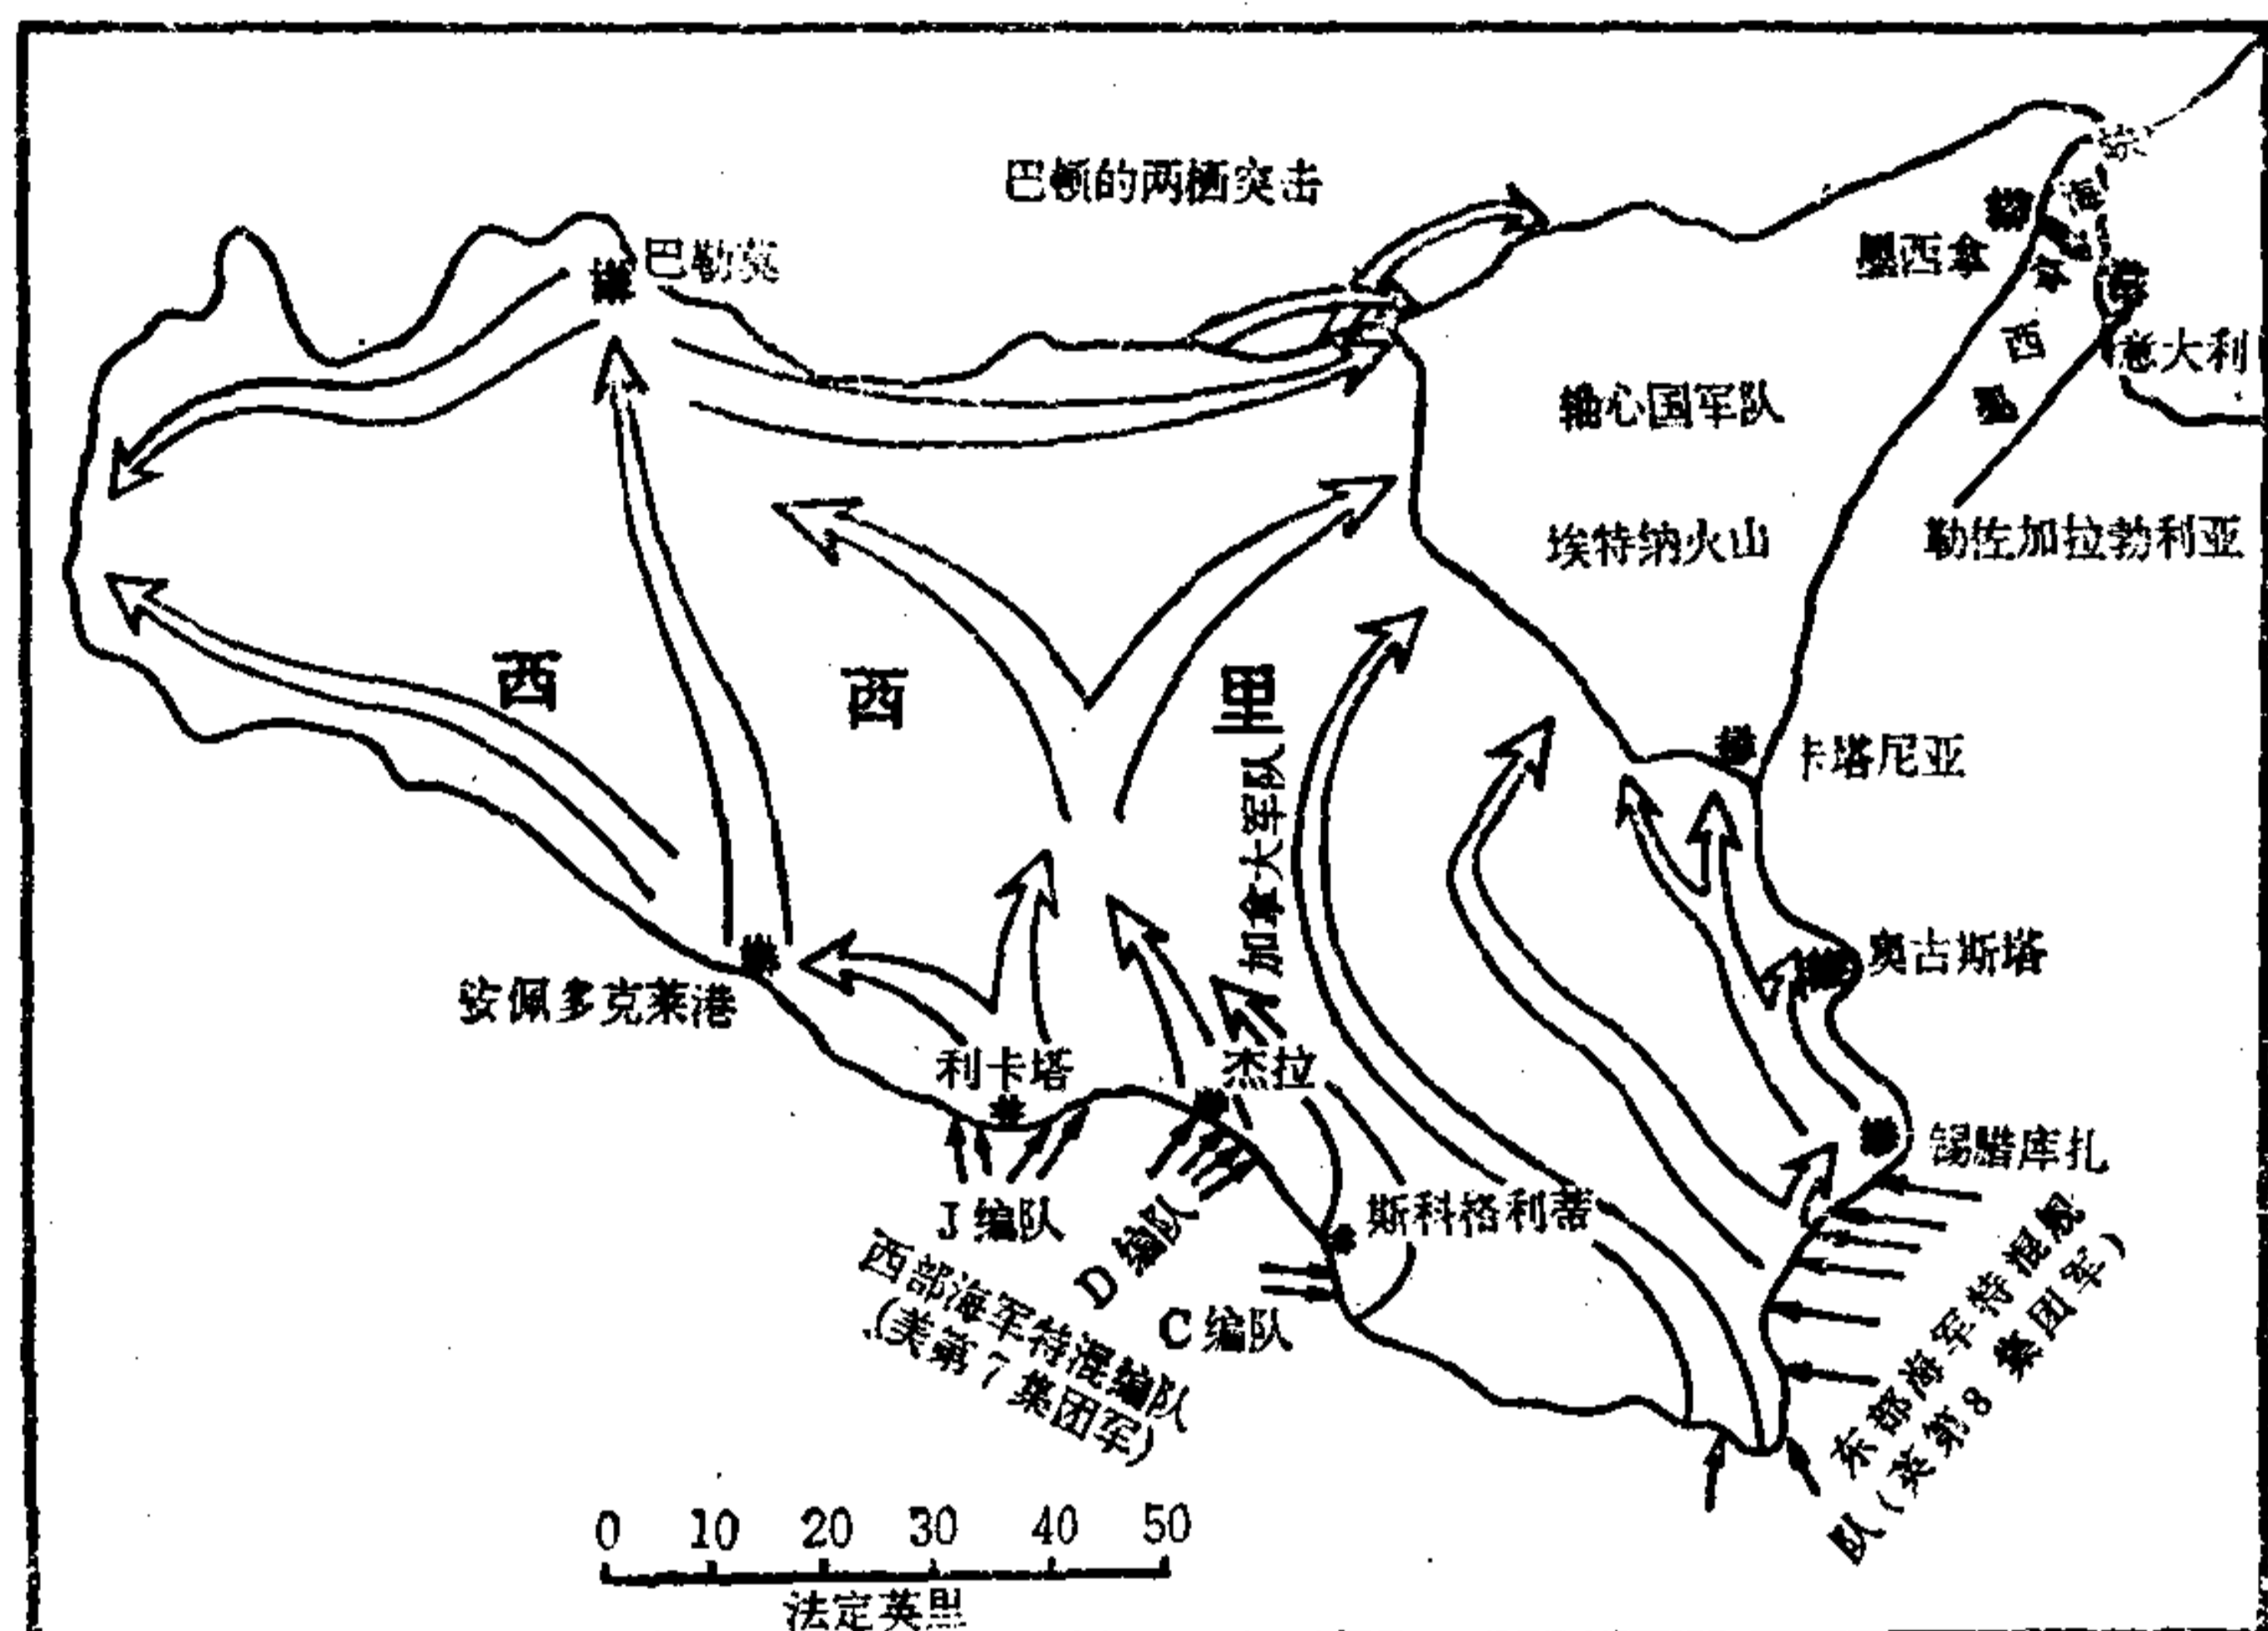 巴顿的两栖突击
巴勒莫
墨西拿
墨西拿海
意大利
轴心国军队
埃特纳火山
勒佐加拉勃利亚
西西里
加拿大军队
卡塔尼亚
奥古斯塔
安佩多克莱港
利卡塔
杰拉
锡腊库扎
斯科格利蒂
J编队
D编队
C编队
西部海军特混编队
(美第7集团军)
东部海军特混编
队(英第8集团军)
0 10 20 30 40 50
法定英里